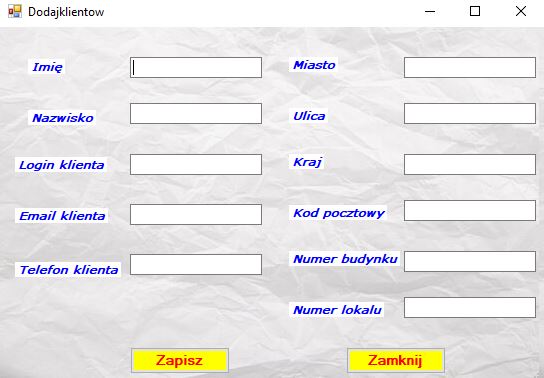 Dodajklientow
Imię
Nazwisko
Login klienta
Email klienta
Telefon klienta
Miasto
Ulica
Kraj
Kod pocztowy
Numer budynku
Numer lokalu
Zapisz
Zamknij